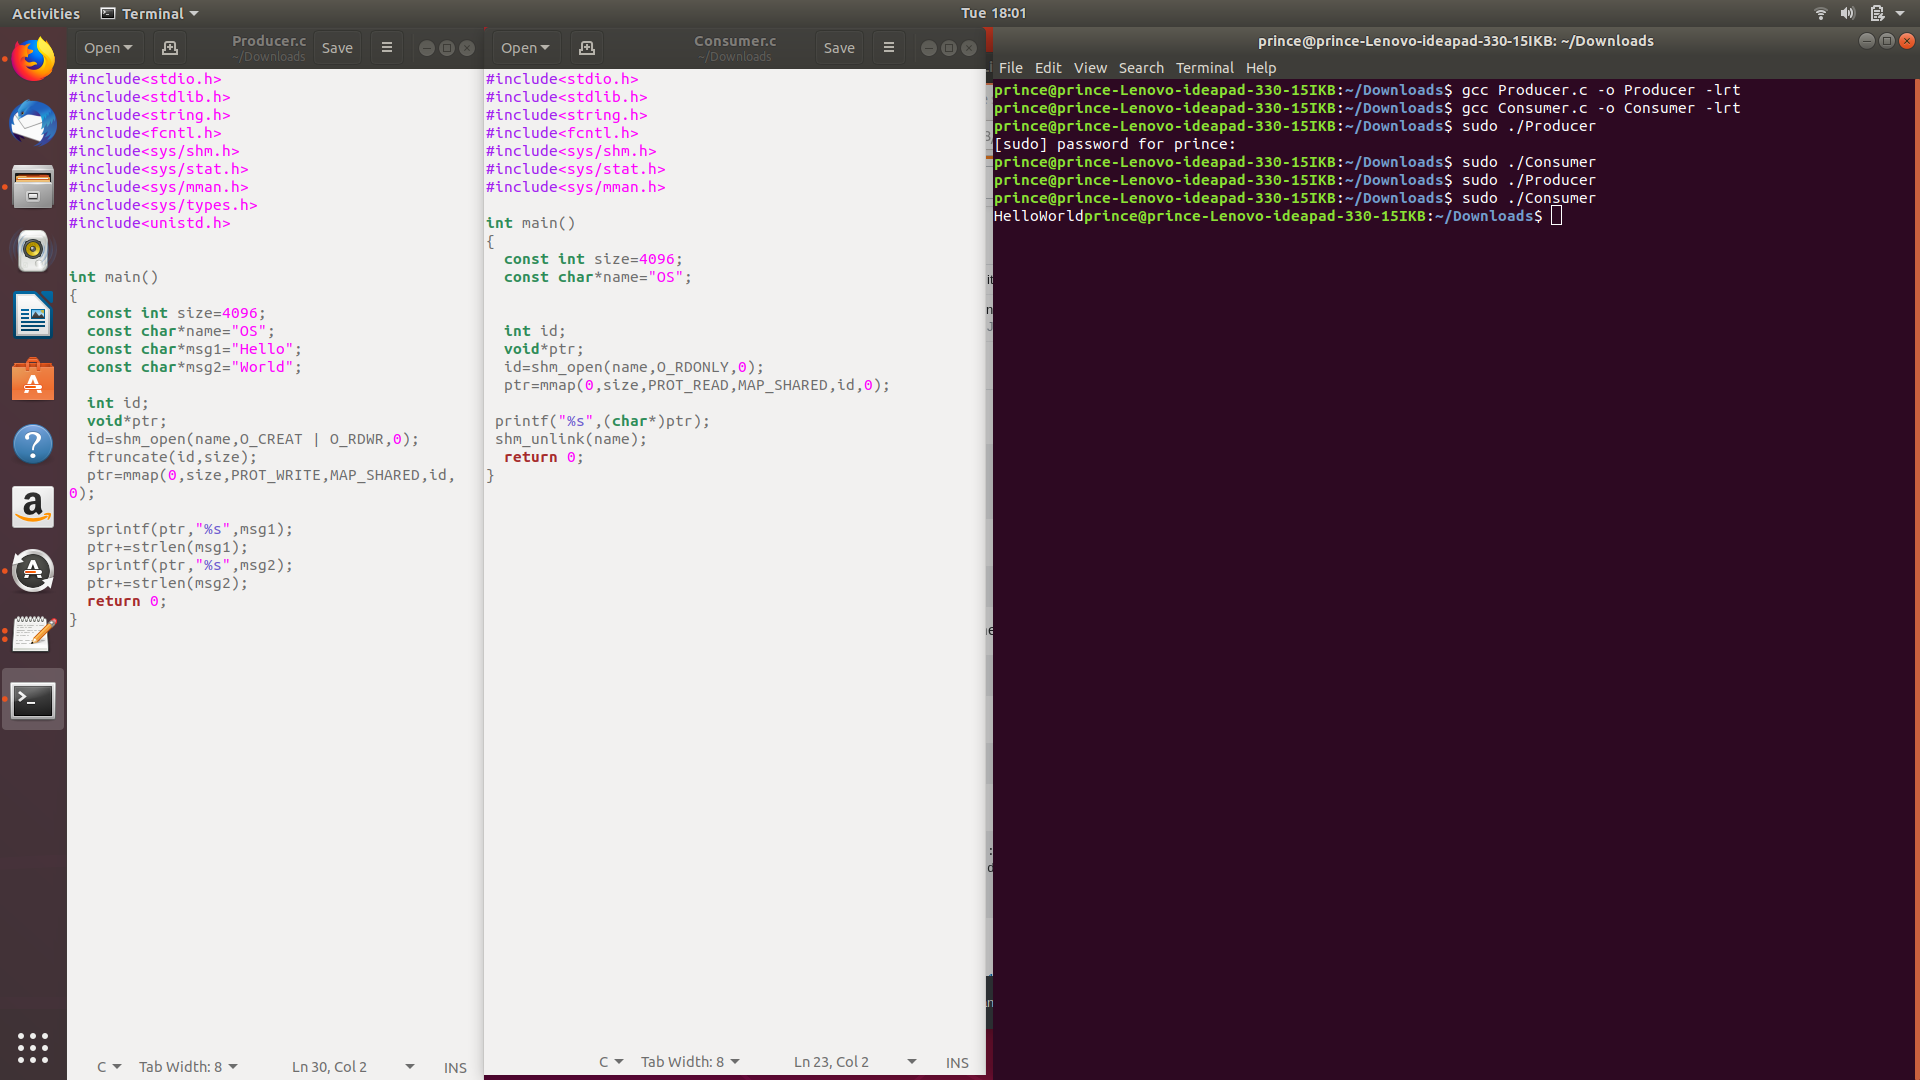 Activities
Terminal
Tue 18:01
Open
Producer.c
~/Downloads
Save
#include<stdio.h>
#include<stdlib.h>
#include<string.h>
#include<fcntl.h>
#include<sys/shm.h>
#include<sys/stat.h>
#include<sys/mman.h>
#include<sys/types.h>
#include<unistd.h>
int main()
{
const int size=4096;
const char*name="OS";
const char*msg1="Hello";
const char*msg2="World";
int id;
void*ptr;
id=shm_open(name,O_CREAT | O_RDWR,0);
ftruncate(id,size);
ptr=mmap(0,size,PROT_WRITE,MAP_SHARED,id,
0);
sprintf(ptr,"%s",msg1);
ptr+=strlen(msg1);
sprintf(ptr,"%s",msg2);
ptr+=strlen(msg2);
return 0;
}
C
Tab Width: 8
Ln 30, Col 2
INS
Open
Consumer.c
~/Downloads
Save
#include<stdio.h>
#include<stdlib.h>
#include<string.h>
#include<fcntl.h>
#include<sys/shm.h>
#include<sys/stat.h>
#include<sys/mman.h>
int main()
{
const int size=4096;
const char*name="OS";
int id;
void*ptr;
id=shm_open(name,O_RDONLY,0);
ptr=mmap(0,size,PROT_READ,MAP_SHARED,id,0);
printf("%s",(char*)ptr);
shm_unlink(name);
return 0;
}
C
Tab Width: 8
Ln 23, Col 2
INS
prince@prince-Lenovo-ideapad-330-15IKB: ~/Downloads
File Edit View Search Terminal Help
prince@prince-Lenovo-ideapad-330-15IKB:~/Downloads$ gcc Producer.c -o Producer -lrt
prince@prince-Lenovo-ideapad-330-15IKB:~/Downloads$ gcc Consumer.c -o Consumer -lrt
prince@prince-Lenovo-ideapad-330-15IKB:~/Downloads$ sudo ./Producer
[sudo] password for prince:
prince@prince-Lenovo-ideapad-330-15IKB:~/Downloads$ sudo ./Consumer
prince@prince-Lenovo-ideapad-330-15IKB:~/Downloads$ sudo ./Producer
prince@prince-Lenovo-ideapad-330-15IKB:~/Downloads$ sudo ./Consumer
HelloWorldprince@prince-Lenovo-ideapad-330-15IKB:~/Downloads$